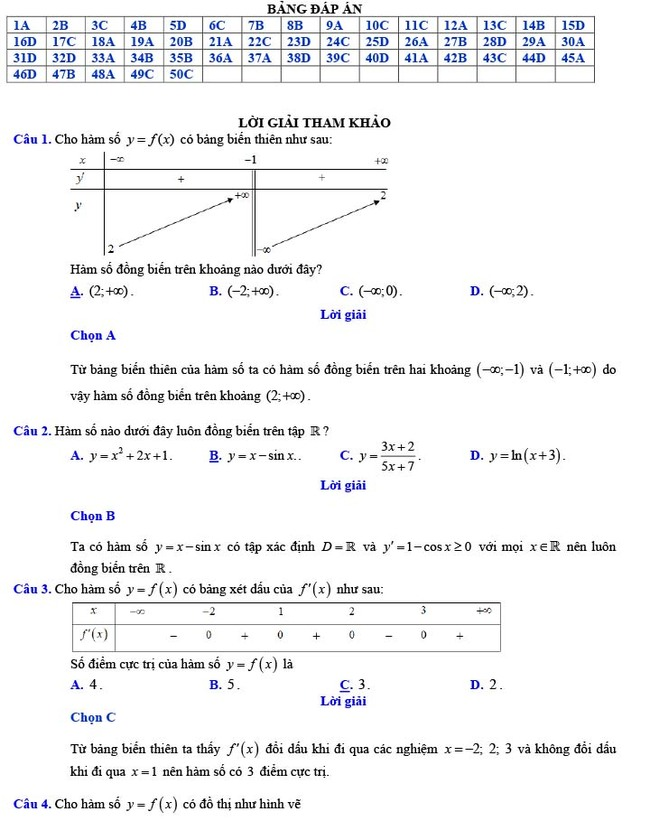 BẢNG ĐÁP ÁN
1A 2B 3C 4B 5D 6C 7B 8B 9A 10C 11C 12A 13C 14B 15D
16D 17C 18A 19A 20B 21A 22C 23D 24C 25D 26A 27B 28D 29A 30A
31D 32D 33A 34B 35B 36A 37A 38D 39C 40D 41A 42B 43C 44D 45A
46D 47B 48A 49C 50C
LỜI GIẢI THAM KHẢO
Câu 1. Cho hàm số y = f(x) có bảng biến thiên như sau:
x −∞ −1 +∞
y' + +
y 2 +∞ −∞ 2
Hàm số đồng biến trên khoảng nào dưới đây?
A. (2;+∞). B. (−2;+∞). C. (−∞;0). D. (−∞;2).
Lời giải
Chọn A
Từ bảng biến thiên của hàm số ta có hàm số đồng biến trên hai khoảng (−∞;−1) và (−1;+∞) do
vậy hàm số đồng biến trên khoảng (2;+∞).
Câu 2. Hàm số nào dưới đây luôn đồng biến trên tập ℝ?
A. y = x² + 2x + 1. B. y = x − sin x.. C. y = (3x + 2)/(5x + 7). D. y = ln(x + 3).
Lời giải
Chọn B
Ta có hàm số y = x − sin x có tập xác định D = ℝ và y' = 1 − cos x ≥ 0 với mọi x ∈ ℝ nên luôn
đồng biến trên ℝ.
Câu 3. Cho hàm số y = f(x) có bảng xét dấu của f'(x) như sau:
x −∞ −2 1 2 3 +∞
f'(x) − 0 + 0 + 0 − 0 +
Số điểm cực trị của hàm số y = f(x) là
A. 4. B. 5. C. 3. D. 2.
Lời giải
Chọn C
Từ bảng biến thiên ta thấy f'(x) đổi dấu khi đi qua các nghiệm x = −2; 2; 3 và không đổi dấu
khi đi qua x = 1 nên hàm số có 3 điểm cực trị.
Câu 4. Cho hàm số y = f(x) có đồ thị như hình vẽ